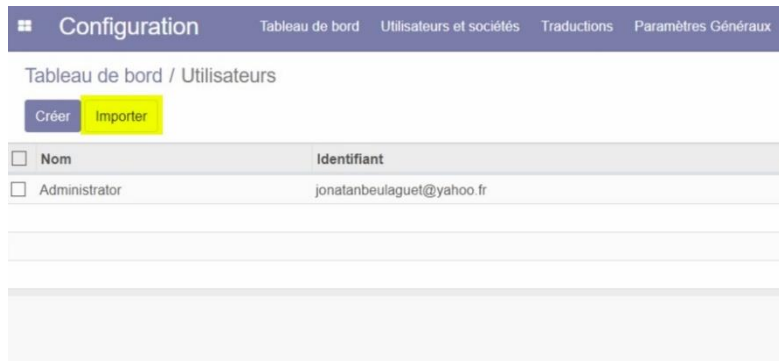 Configuration Tableau de bord Utilisateurs et sociétés Traductions Paramètres Généraux
Tableau de bord / Utilisateurs
Créer Importer
Nom Identifiant
Administrator jonatanbeulaguet@yahoo.fr